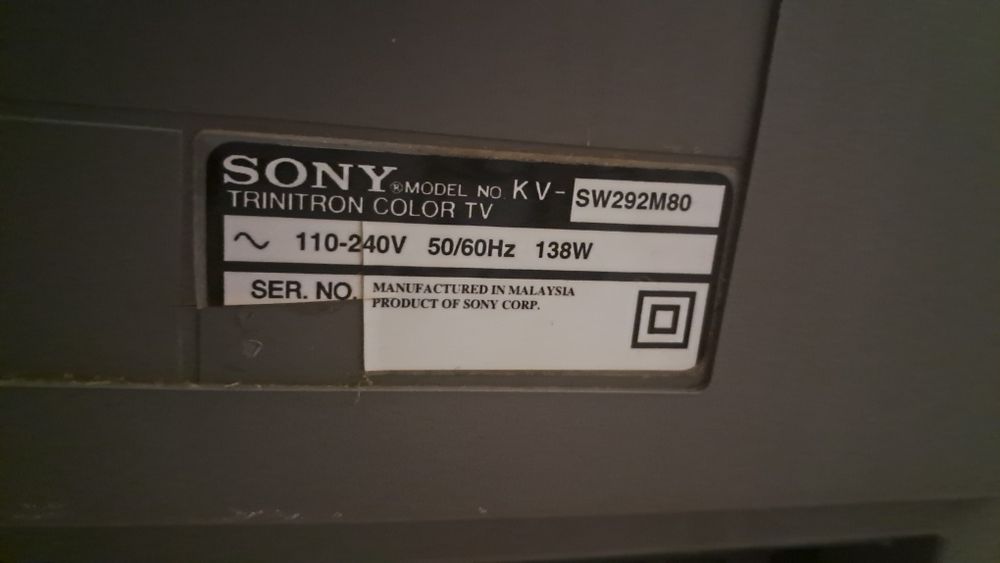 SONY® MODEL NO. KV-SW292M80
TRINITRON COLOR TV
~ 110-240V 50/60Hz 138W
SER. NO.
MANUFACTURED IN MALAYSIA
PRODUCT OF SONY CORP.